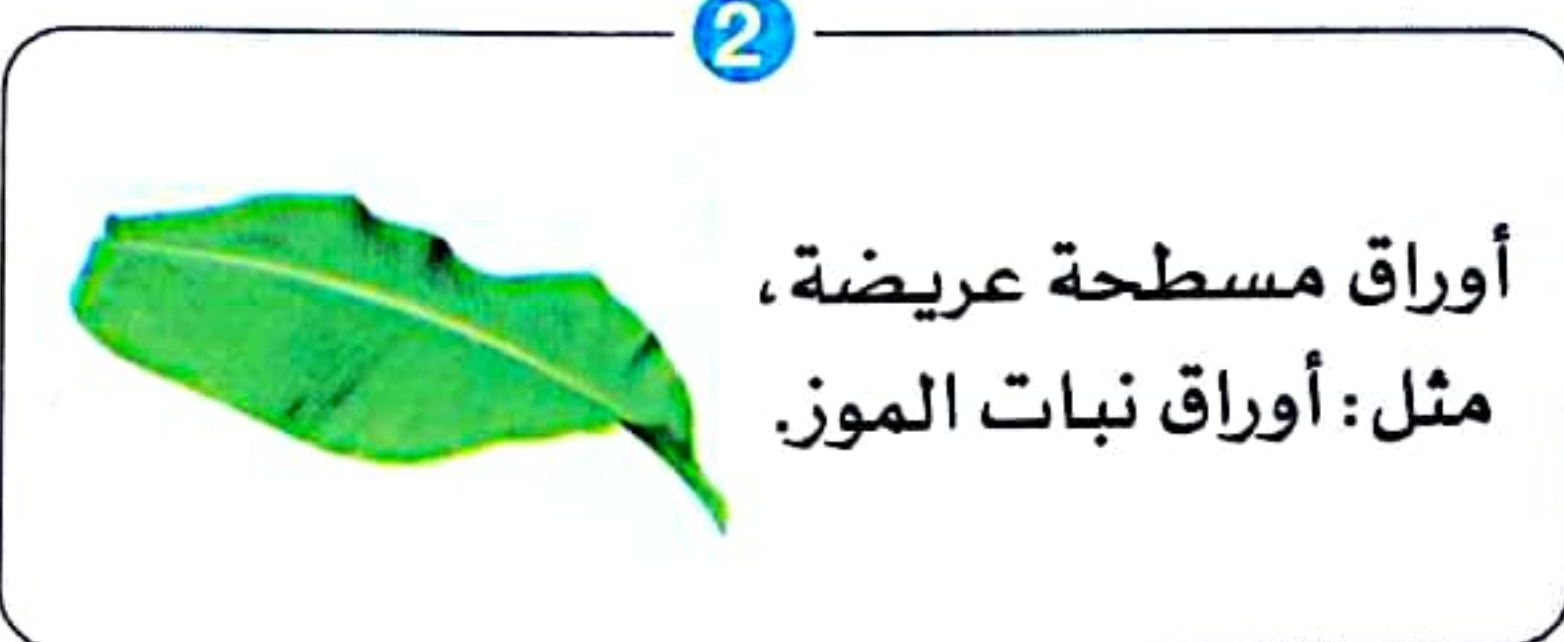 2
أوراق مسطحة عريضة،
مثل: أوراق نبات الموز.